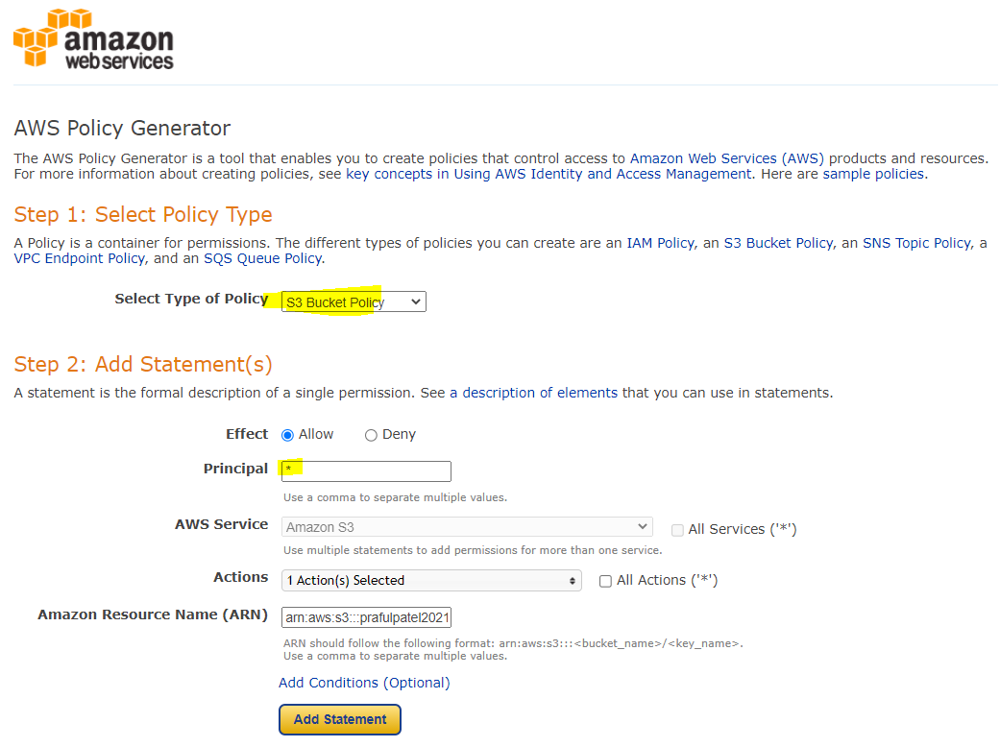 amazon
web services
AWS Policy Generator
The AWS Policy Generator is a tool that enables you to create policies that control access to Amazon Web Services (AWS) products and resources.
For more information about creating policies, see key concepts in Using AWS Identity and Access Management. Here are sample policies.
Step 1: Select Policy Type
A Policy is a container for permissions. The different types of policies you can create are an IAM Policy, an S3 Bucket Policy, an SNS Topic Policy, a
VPC Endpoint Policy, and an SQS Queue Policy.
Select Type of Policy S3 Bucket Policy
Step 2: Add Statement(s)
A statement is the formal description of a single permission. See a description of elements that you can use in statements.
Effect Allow Deny
Principal *
Use a comma to separate multiple values.
AWS Service Amazon S3 All Services ('*')
Use multiple statements to add permissions for more than one service.
Actions 1 Action(s) Selected All Actions ('*')
Amazon Resource Name (ARN) arn:aws:s3:::prafulpatel2021
ARN should follow the following format: arn:aws:s3:::<bucket_name>/<key_name>.
Use a comma to separate multiple values.
Add Conditions (Optional)
Add Statement